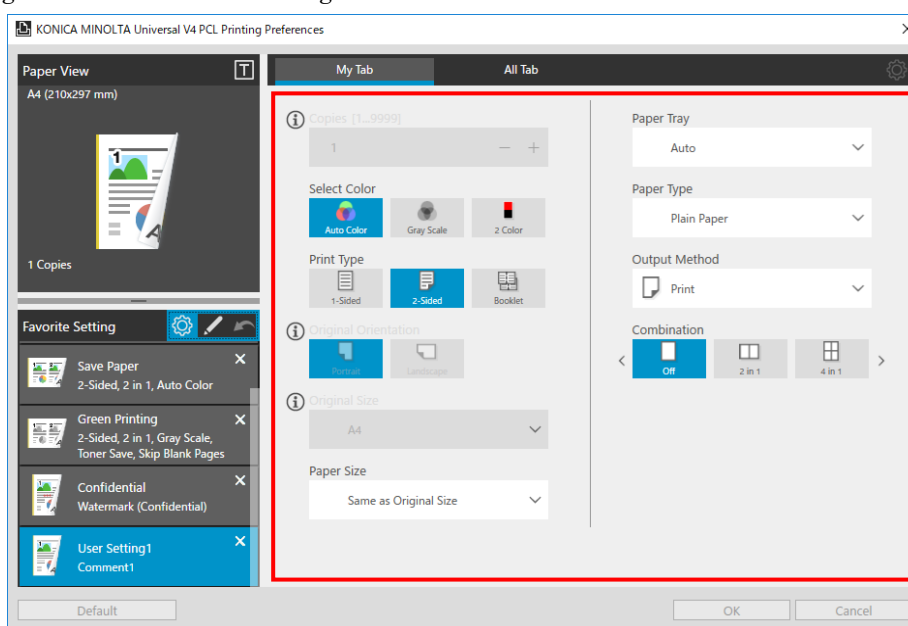 KONICA MINOLTA Universal V4 PCL Printing Preferences
Paper View
T
A4 (210x297 mm)
1
A
1 Copies
Favorite Setting
Save Paper
2-Sided, 2 in 1, Auto Color
Green Printing
2-Sided, 2 in 1, Gray Scale,
Toner Save, Skip Blank Pages
Confidential
Watermark (Confidential)
User Setting1
Comment1
My Tab
All Tab
Copies [1...9999]
1
Select Color
Auto Color
Gray Scale
2 Color
Print Type
1-Sided
2-Sided
Booklet
Original Orientation
Portrait
Landscape
Original Size
A4
Paper Size
Same as Original Size
Paper Tray
Auto
Paper Type
Plain Paper
Output Method
Print
Combination
Off
2 in 1
4 in 1
Default
OK
Cancel